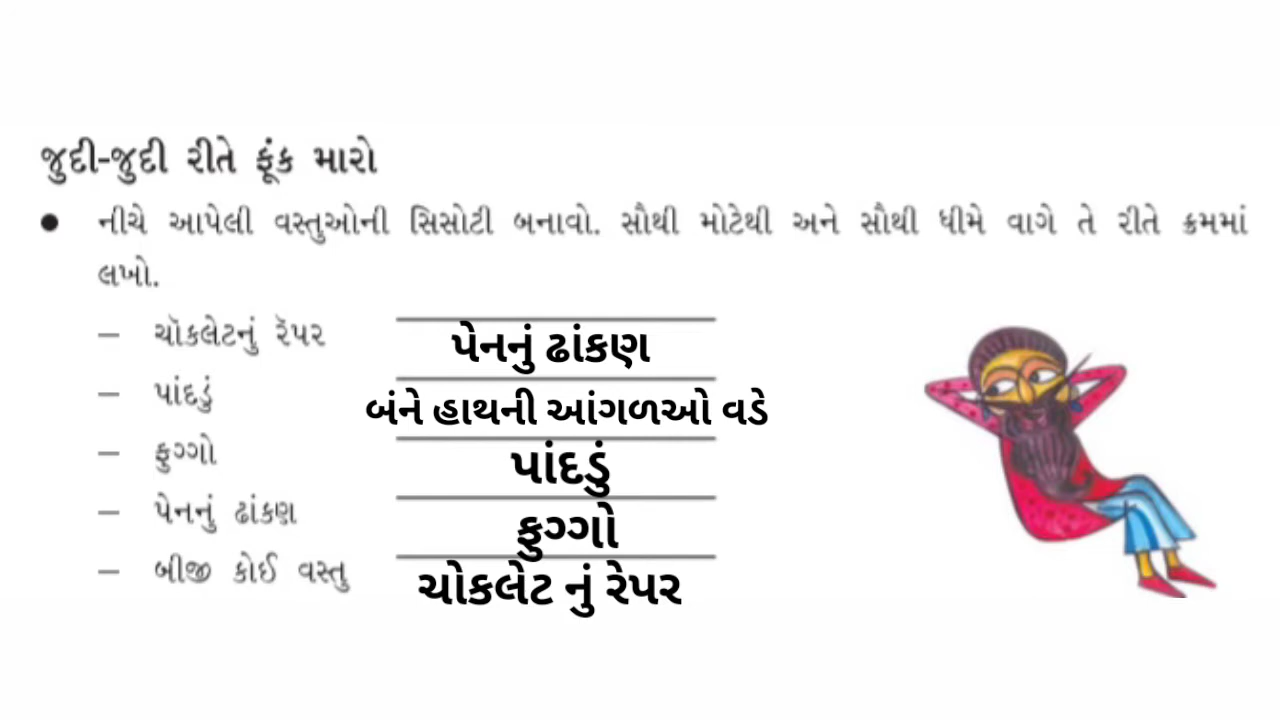 જુદી-જુદી રીતે ફૂંક મારો
● નીચે આપેલી વસ્તુઓની સિસોટી બનાવો. સૌથી મોટેથી અને સૌથી ધીમે વાગે તે રીતે ક્રમમાં
લખો.
– ચૉકલેટનું રૅપર
પેનનું ઢાંકણ
– પાંદડું
બંને હાથની આંગળઓ વડે
– ફુગ્ગો
પાંદડું
– પેનનું ઢાંકણ
ફુગ્ગો
– બીજી કોઈ વસ્તુ
ચોકલેટ નું રેપર